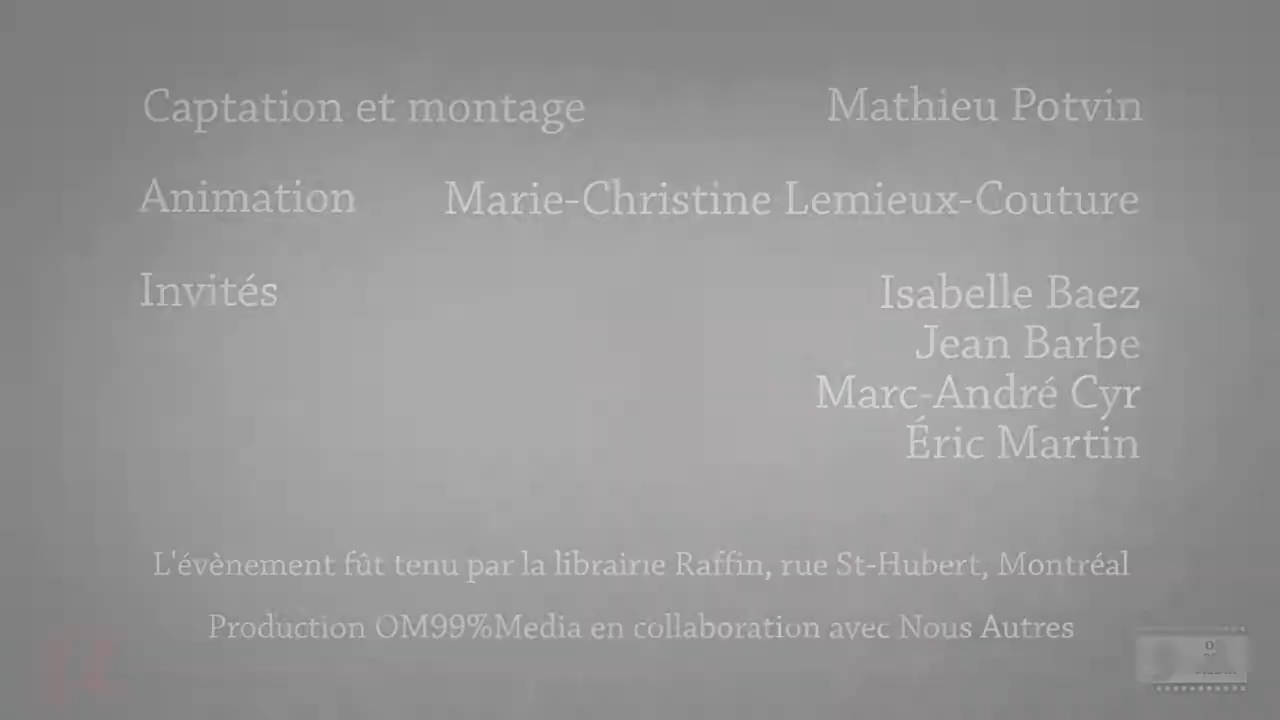 Captation et montage Mathieu Potvin
Animation Marie-Christine Lemieux-Couture
Invités Isabelle Baez
Jean Barbe
Marc-André Cyr
Éric Martin
L'évènement fût tenu par la librairie Raffin, rue St-Hubert, Montréal
Production OM99%Media en collaboration avec Nous Autres